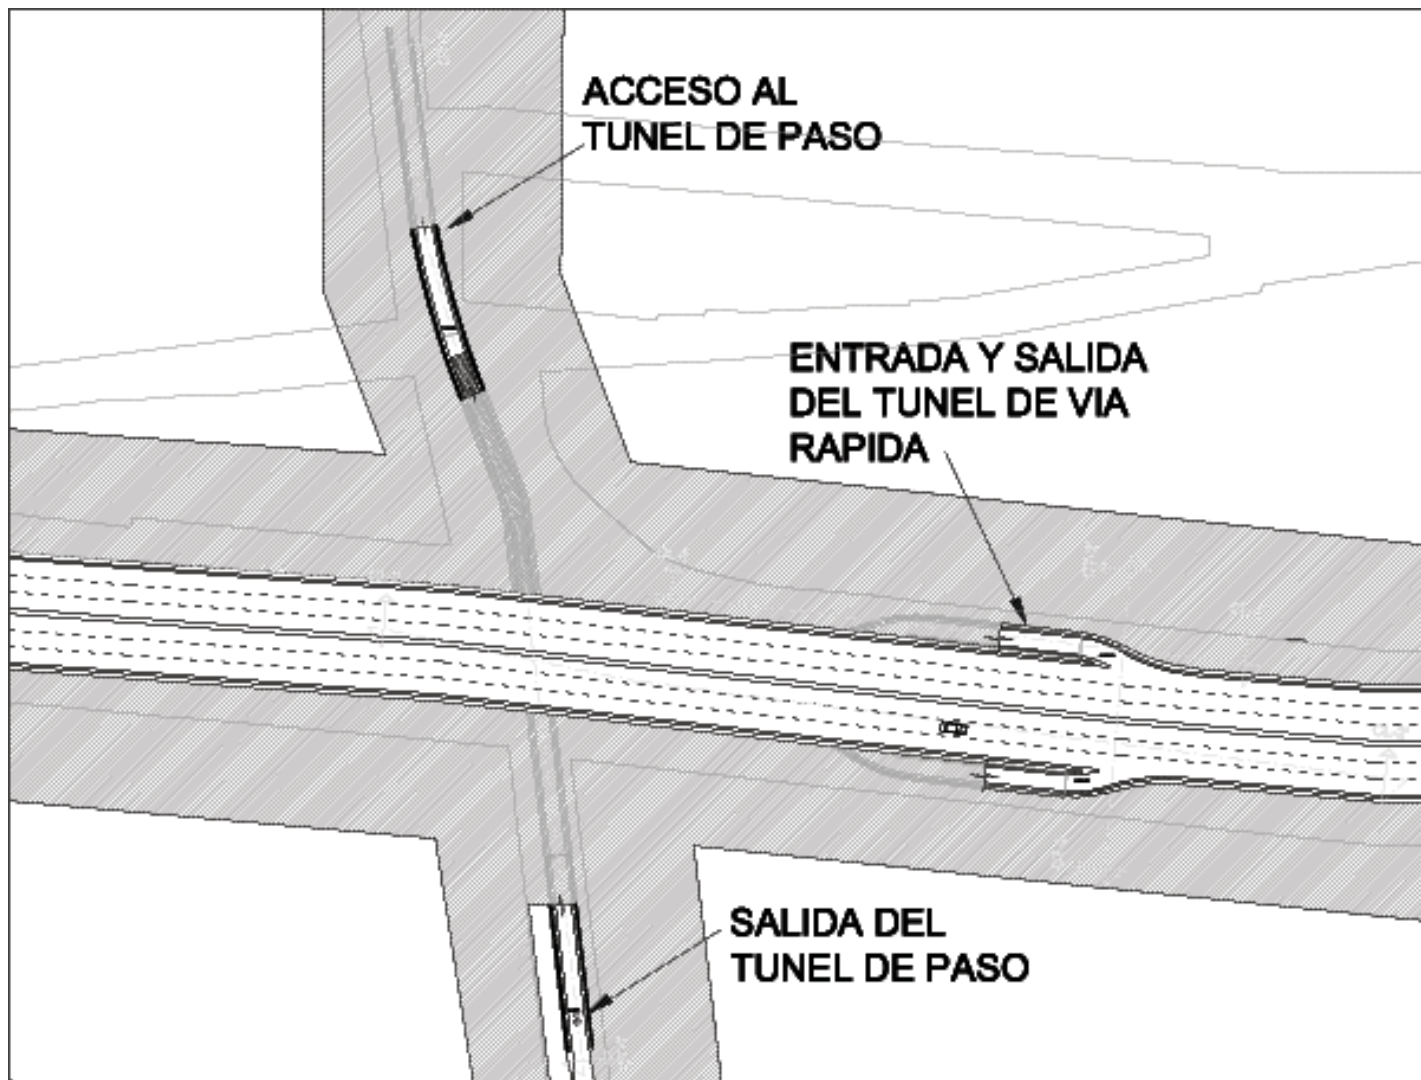 ACCESO AL
TUNEL DE PASO
ENTRADA Y SALIDA
DEL TUNEL DE VIA
RAPIDA
SALIDA DEL
TUNEL DE PASO